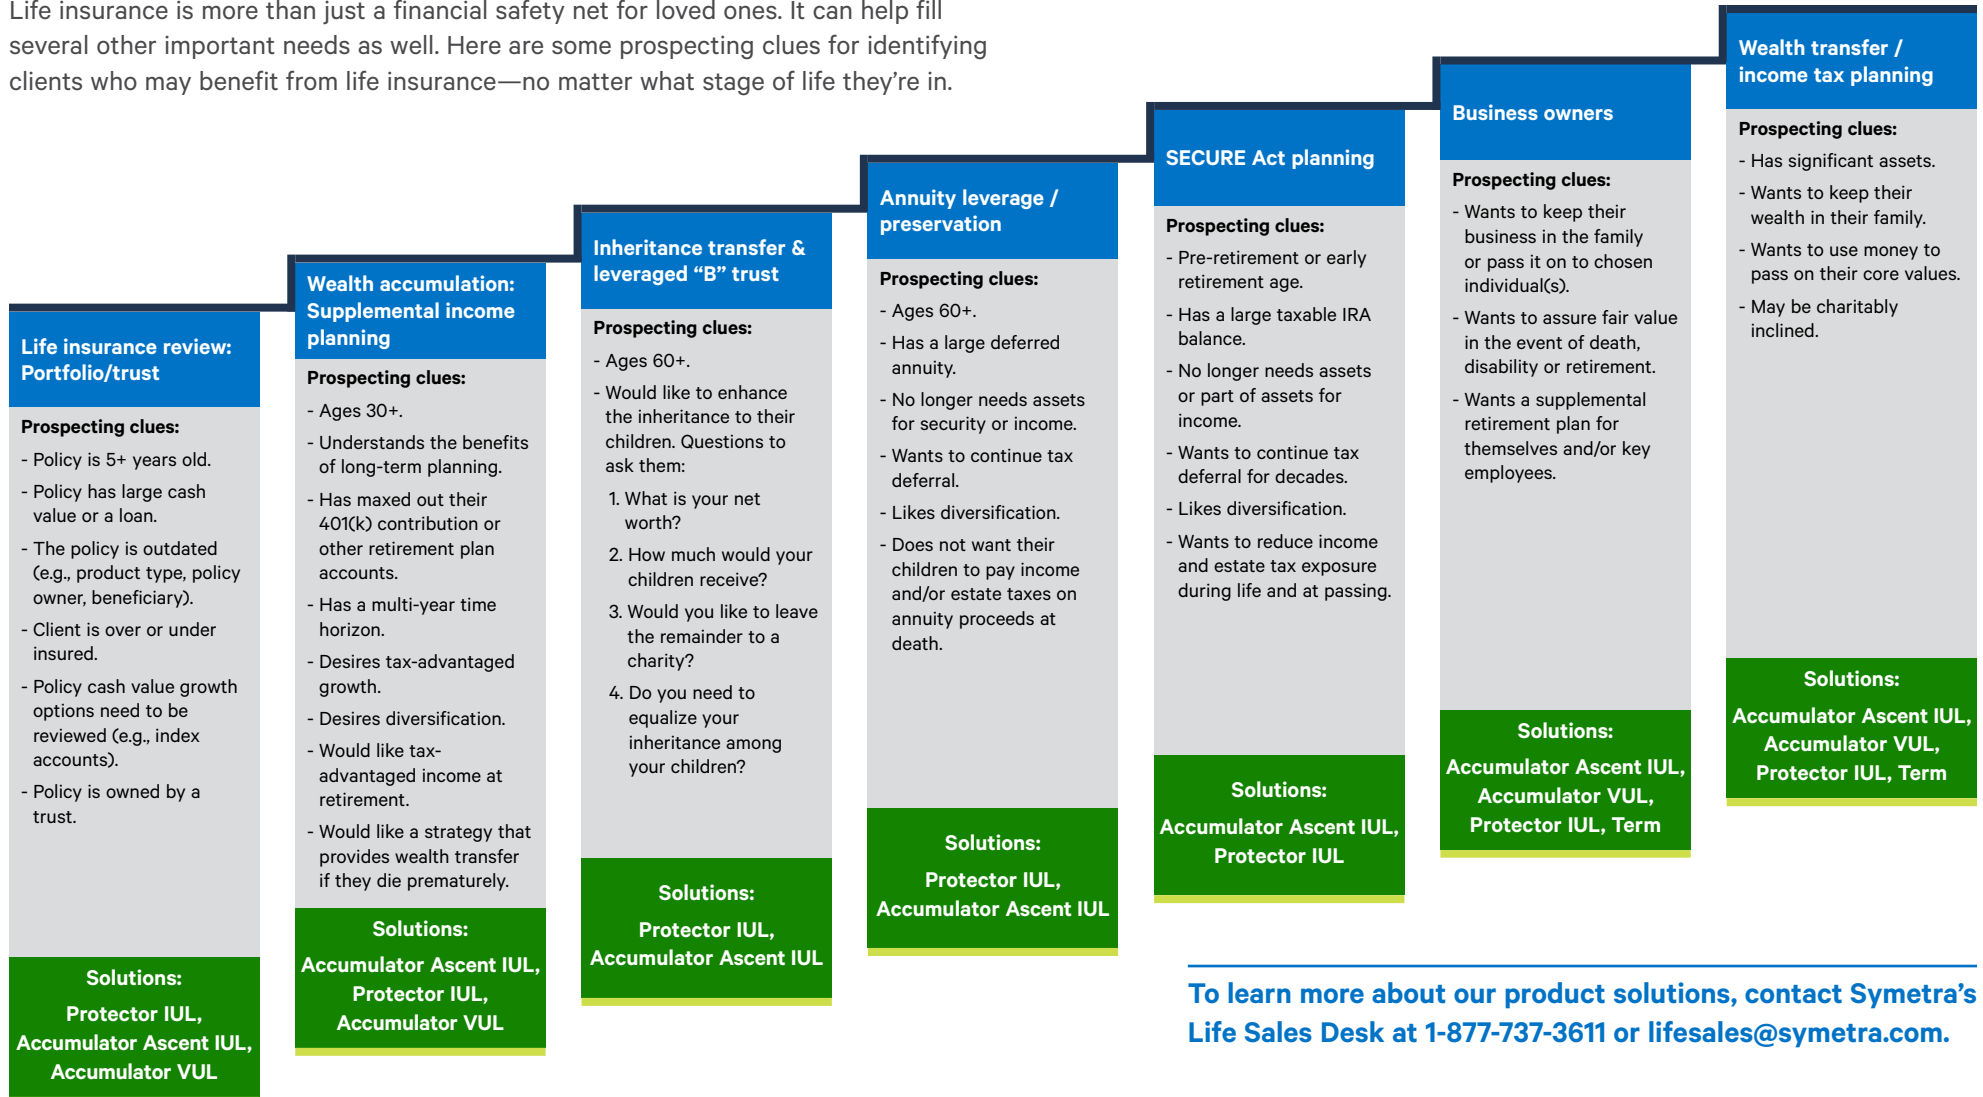 Life insurance is more than just a financial safety net for loved ones. It can help fill
several other important needs as well. Here are some prospecting clues for identifying
clients who may benefit from life insurance—no matter what stage of life they’re in.
Life insurance review:
Portfolio/trust
Prospecting clues:
- Policy is 5+ years old.
- Policy has large cash
value or a loan.
- The policy is outdated
(e.g., product type, policy
owner, beneficiary).
- Client is over or under
insured.
- Policy cash value growth
options need to be
reviewed (e.g., index
accounts).
- Policy is owned by a
trust.
Solutions:
Protector IUL,
Accumulator Ascent IUL,
Accumulator VUL
Wealth accumulation:
Supplemental income
planning
Prospecting clues:
- Ages 30+.
- Understands the benefits
of long-term planning.
- Has maxed out their
401(k) contribution or
other retirement plan
accounts.
- Has a multi-year time
horizon.
- Desires tax-advantaged
growth.
- Desires diversification.
- Would like tax-
advantaged income at
retirement.
- Would like a strategy that
provides wealth transfer
if they die prematurely.
Solutions:
Accumulator Ascent IUL,
Protector IUL,
Accumulator VUL
Inheritance transfer &
leveraged “B” trust
Prospecting clues:
- Ages 60+.
- Would like to enhance
the inheritance to their
children. Questions to
ask them:
1. What is your net
worth?
2. How much would your
children receive?
3. Would you like to leave
the remainder to a
charity?
4. Do you need to
equalize your
inheritance among
your children?
Solutions:
Protector IUL,
Accumulator Ascent IUL
Annuity leverage /
preservation
Prospecting clues:
- Ages 60+.
- Has a large deferred
annuity.
- No longer needs assets
for security or income.
- Wants to continue tax
deferral.
- Likes diversification.
- Does not want their
children to pay income
and/or estate taxes on
annuity proceeds at
death.
Solutions:
Protector IUL,
Accumulator Ascent IUL
SECURE Act planning
Prospecting clues:
- Pre-retirement or early
retirement age.
- Has a large taxable IRA
balance.
- No longer needs assets
or part of assets for
income.
- Wants to continue tax
deferral for decades.
- Likes diversification.
- Wants to reduce income
and estate tax exposure
during life and at passing.
Solutions:
Accumulator Ascent IUL,
Protector IUL
Business owners
Prospecting clues:
- Wants to keep their
business in the family
or pass it on to chosen
individual(s).
- Wants to assure fair value
in the event of death,
disability or retirement.
- Wants a supplemental
retirement plan for
themselves and/or key
employees.
Solutions:
Accumulator Ascent IUL,
Accumulator VUL,
Protector IUL, Term
Wealth transfer /
income tax planning
Prospecting clues:
- Has significant assets.
- Wants to keep their
wealth in their family.
- Wants to use money to
pass on their core values.
- May be charitably
inclined.
Solutions:
Accumulator Ascent IUL,
Accumulator VUL,
Protector IUL, Term
To learn more about our product solutions, contact Symetra’s
Life Sales Desk at 1-877-737-3611 or lifesales@symetra.com.